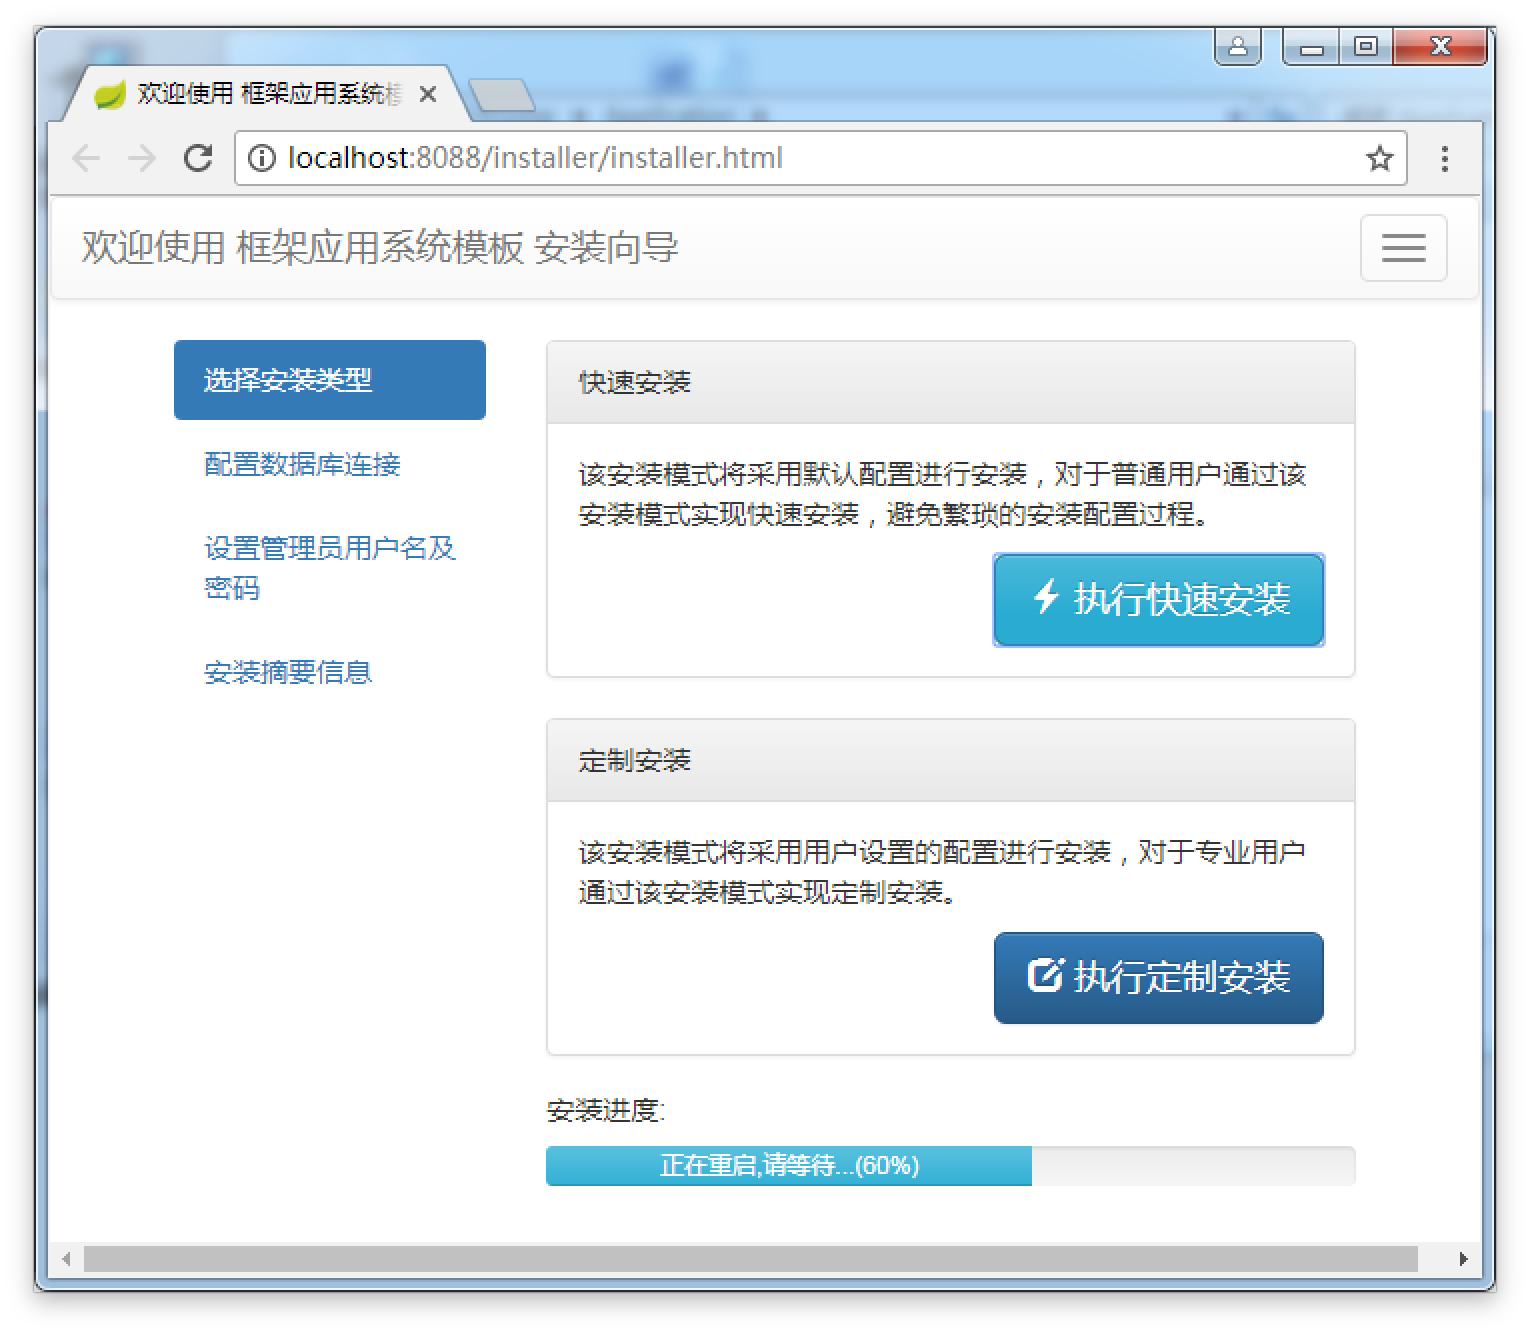 欢迎使用 框架应用系统模
localhost:8088/installer/installer.html
欢迎使用 框架应用系统模板 安装向导
选择安装类型
配置数据库连接
设置管理员用户名及
密码
安装摘要信息
快速安装
该安装模式将采用默认配置进行安装，对于普通用户通过该
安装模式实现快速安装，避免繁琐的安装配置过程。
执行快速安装
定制安装
该安装模式将采用用户设置的配置进行安装，对于专业用户
通过该安装模式实现定制安装。
执行定制安装
安装进度:
正在重启,请等待...(60%)